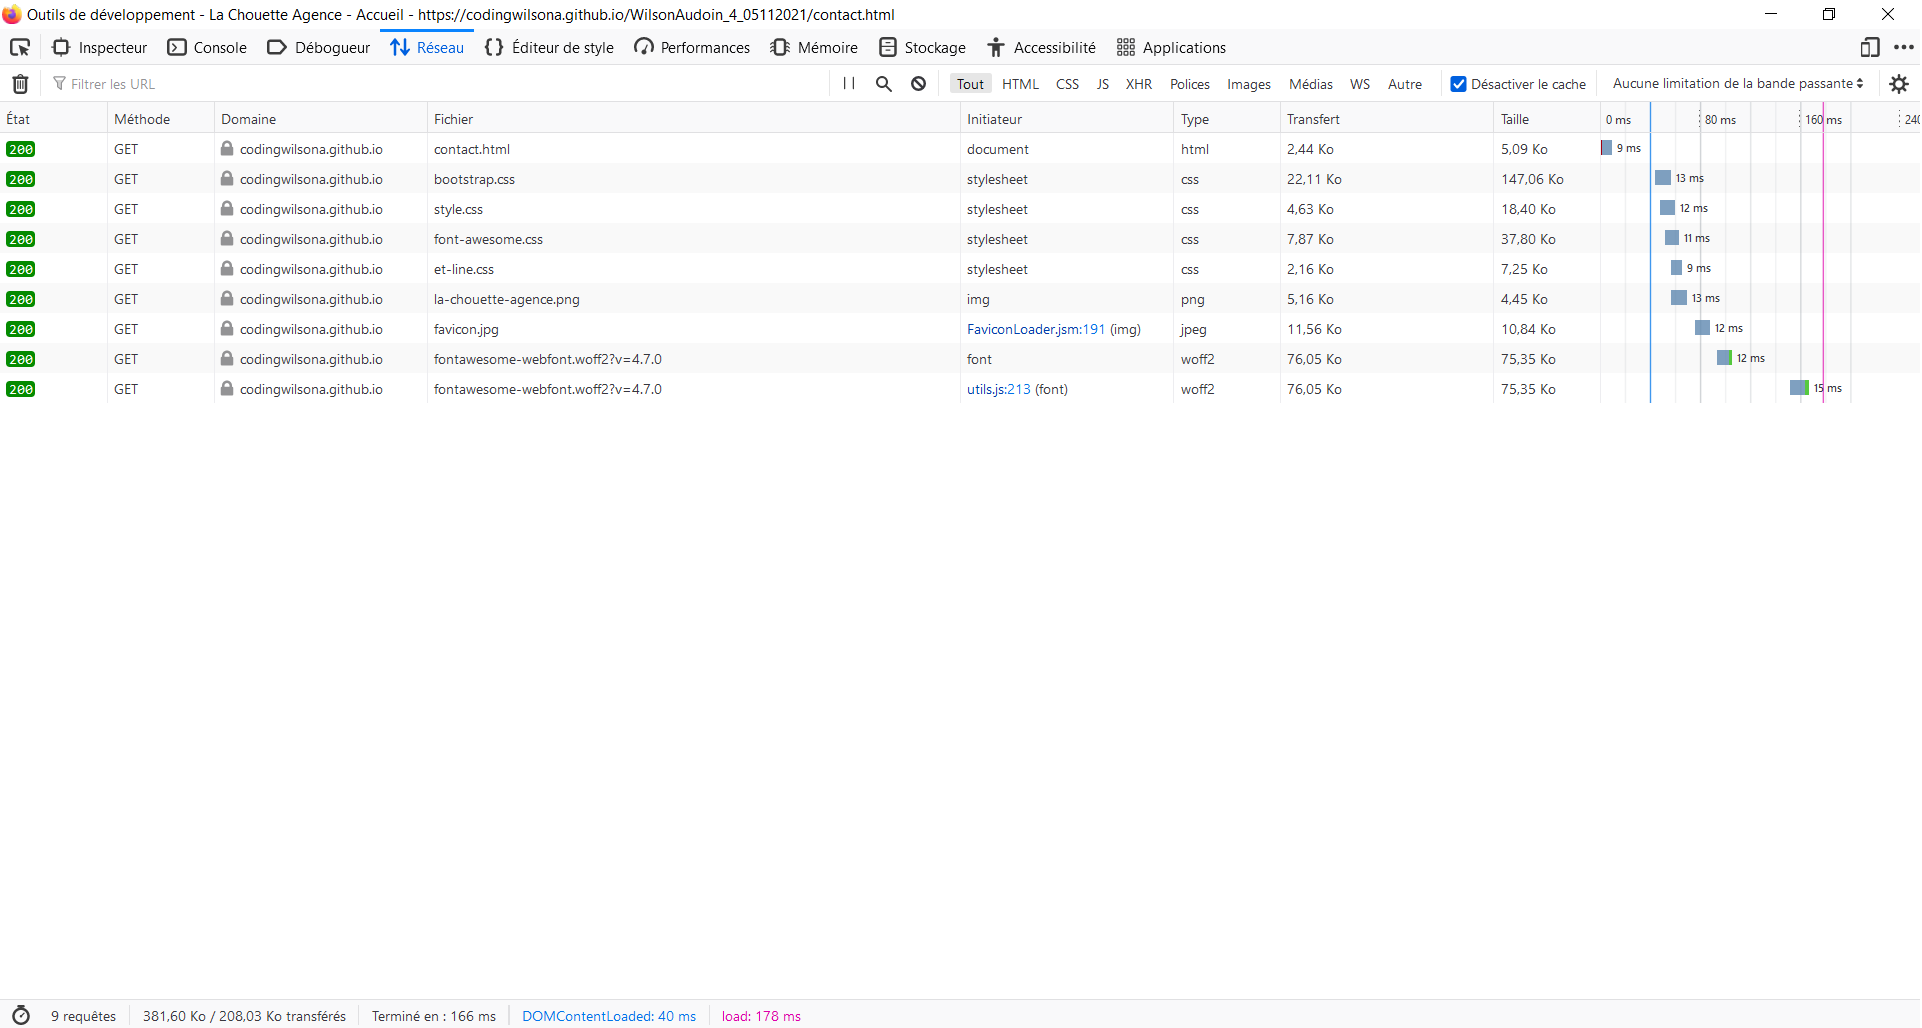 Outils de développement - La Chouette Agence - Accueil - https://codingwilsona.github.io/WilsonAudoin_4_05112021/contact.html
Inspecteur Console Débogueur Réseau Éditeur de style Performances Mémoire Stockage Accessibilité Applications
Filtrer les URL Tout HTML CSS JS XHR Polices Images Médias WS Autre Désactiver le cache Aucune limitation de la bande passante
État Méthode Domaine Fichier Initiateur Type Transfert Taille 0 ms 80 ms 160 ms 240
200 GET codingwilsona.github.io contact.html document html 2,44 Ko 5,09 Ko 9 ms
200 GET codingwilsona.github.io bootstrap.css stylesheet css 22,11 Ko 147,06 Ko 13 ms
200 GET codingwilsona.github.io style.css stylesheet css 4,63 Ko 18,40 Ko 12 ms
200 GET codingwilsona.github.io font-awesome.css stylesheet css 7,87 Ko 37,80 Ko 11 ms
200 GET codingwilsona.github.io et-line.css stylesheet css 2,16 Ko 7,25 Ko 9 ms
200 GET codingwilsona.github.io la-chouette-agence.png img png 5,16 Ko 4,45 Ko 13 ms
200 GET codingwilsona.github.io favicon.jpg FaviconLoader.jsm:191 (img) jpeg 11,56 Ko 10,84 Ko 12 ms
200 GET codingwilsona.github.io fontawesome-webfont.woff2?v=4.7.0 font woff2 76,05 Ko 75,35 Ko 12 ms
200 GET codingwilsona.github.io fontawesome-webfont.woff2?v=4.7.0 utils.js:213 (font) woff2 76,05 Ko 75,35 Ko 15 ms
9 requêtes 381,60 Ko / 208,03 Ko transférés Terminé en : 166 ms DOMContentLoaded: 40 ms load: 178 ms